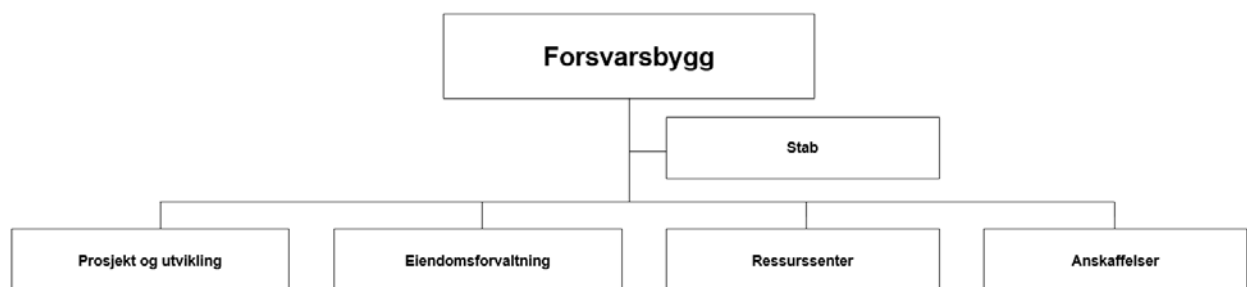 Forsvarsbygg
Stab
Prosjekt og utvikling
Eiendomsforvaltning
Ressurssenter
Anskaffelser